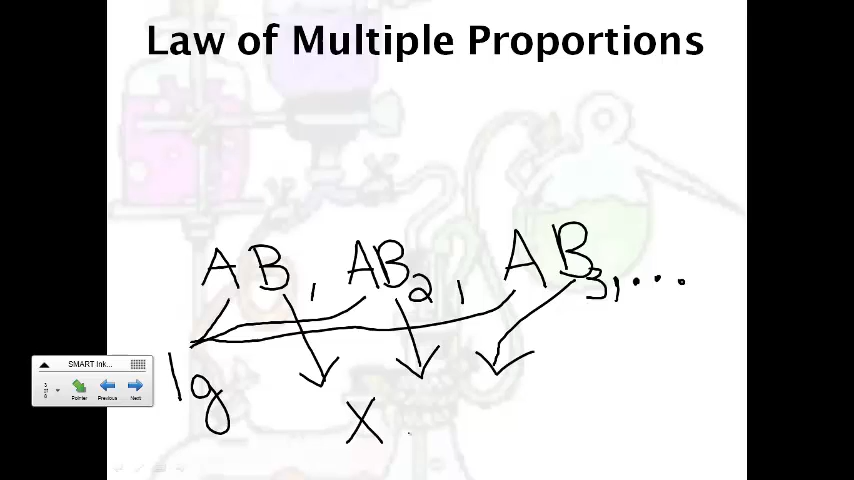 Law of Multiple Proportions
AB, AB2, AB3, ...
SMART Ink...
Pointer Previous Next
1g
X